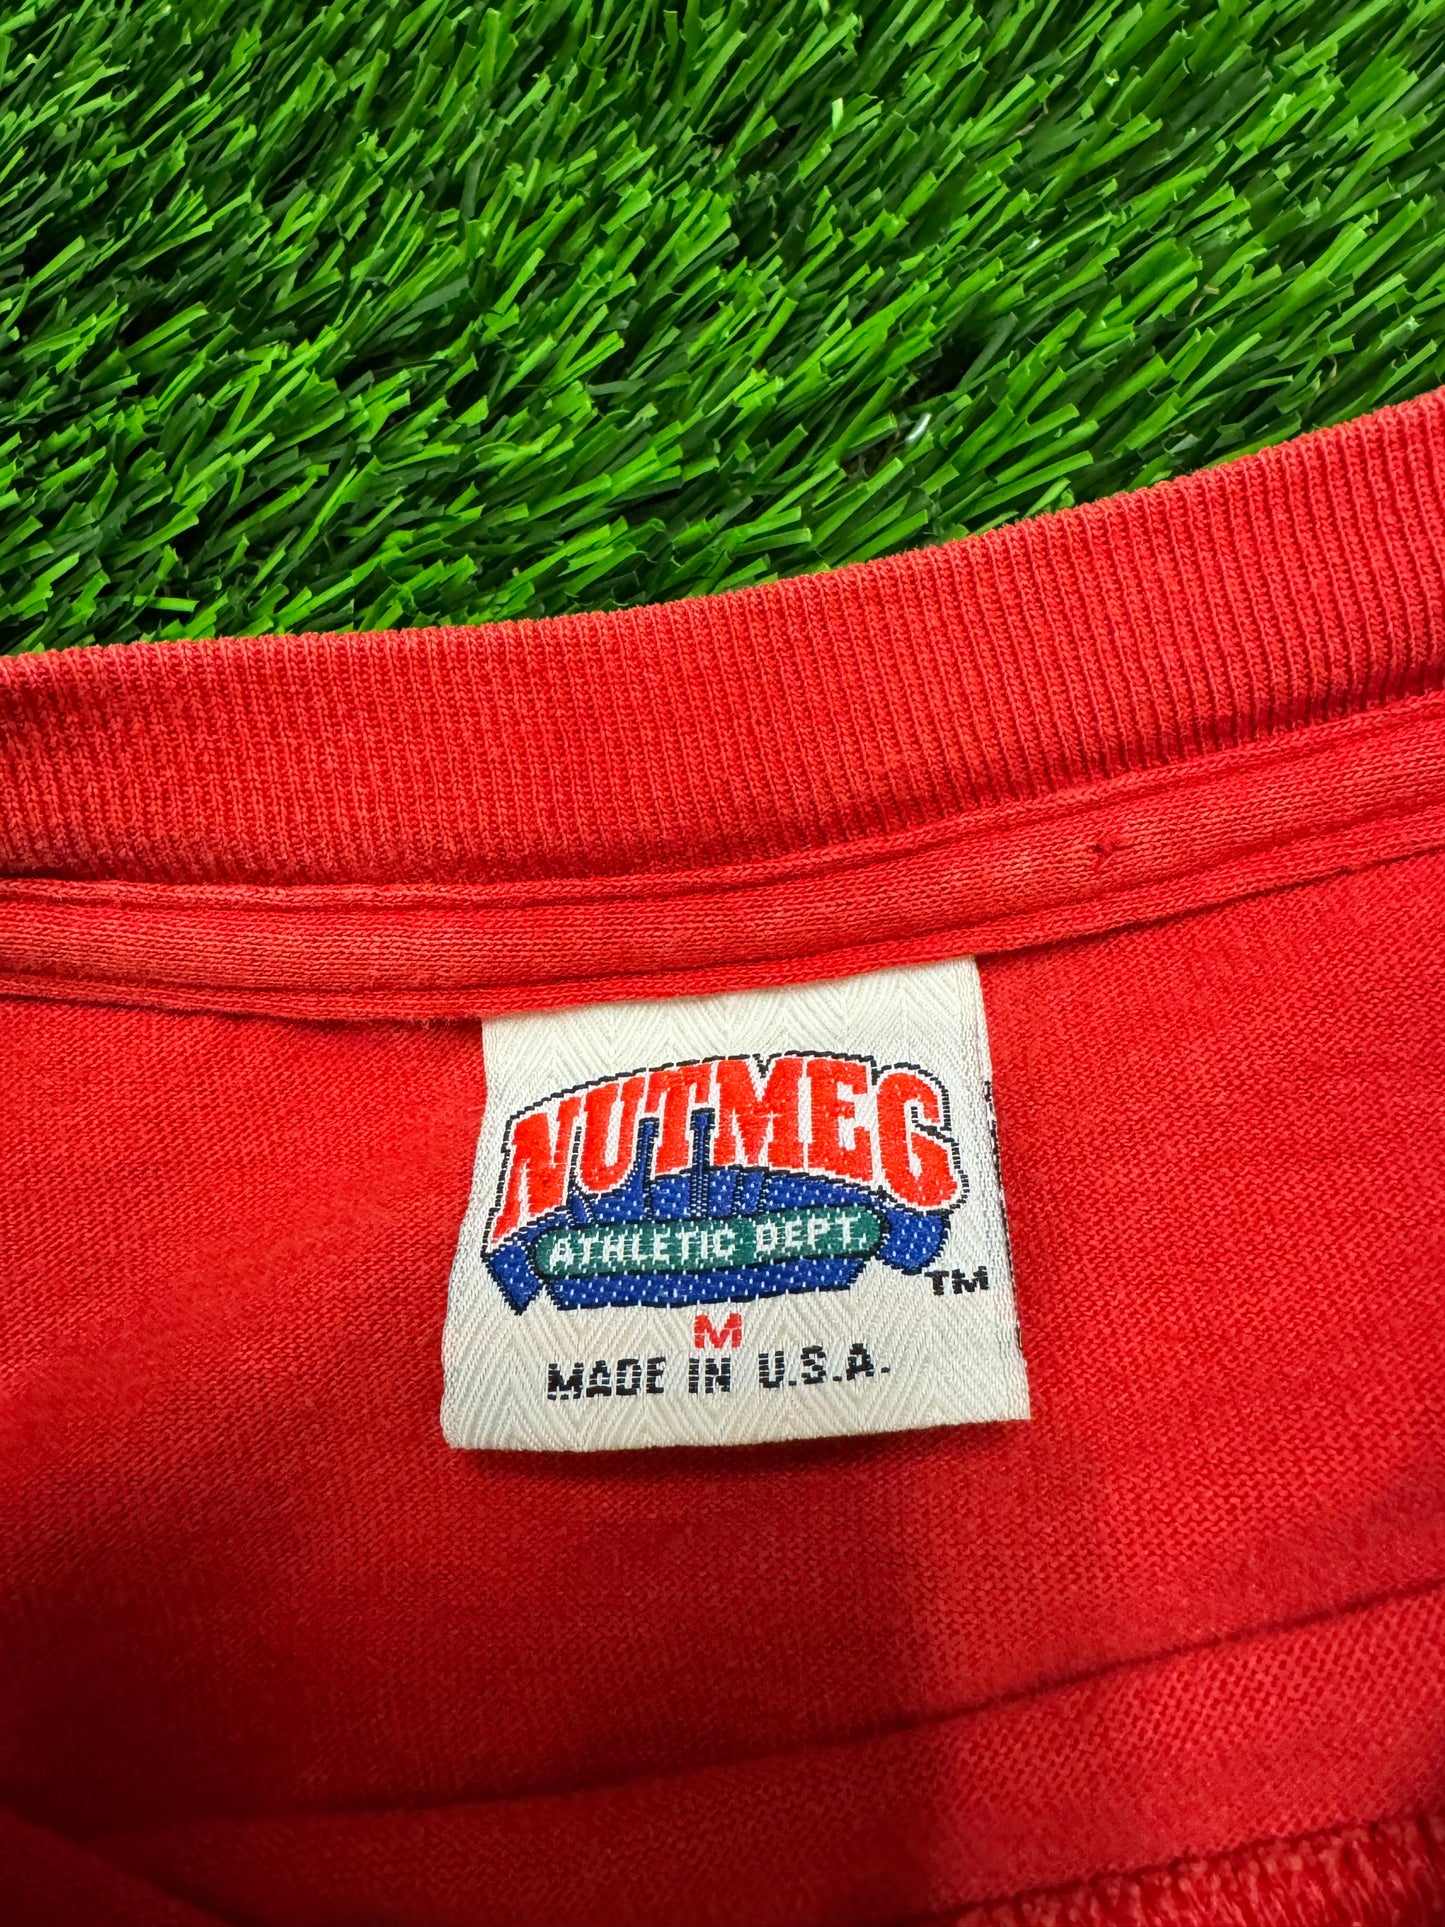 NUTMEG
ATHLETIC DEPT.
TM
M
MADE IN U.S.A.